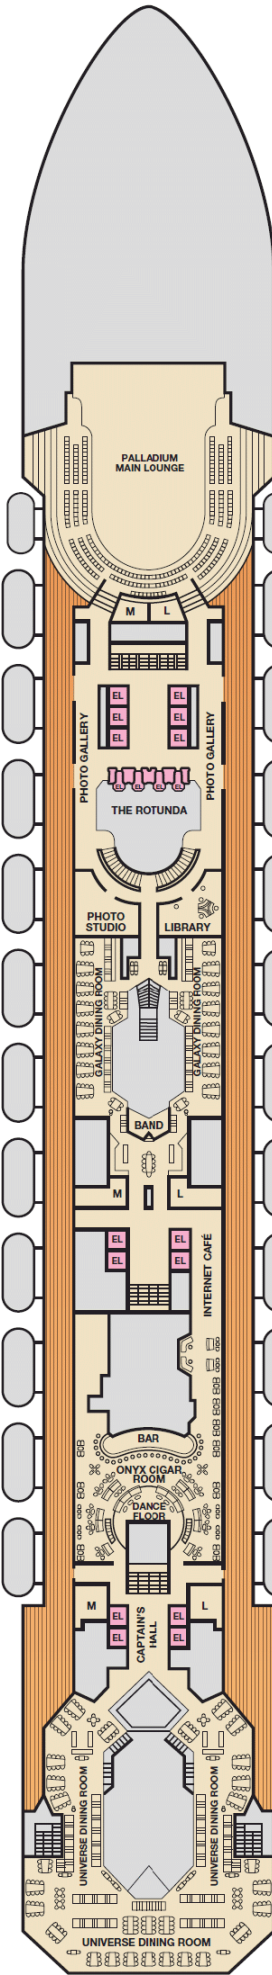 PALLADIUM
MAIN LOUNGE
M
L
EL
EL
EL
EL
EL
EL
PHOTO GALLERY
PHOTO GALLERY
EL
EL
EL
EL
THE ROTUNDA
PHOTO
STUDIO
LIBRARY
GALAXY DINING ROOM
GALAXY DINING ROOM
BAND
M
L
EL
EL
EL
EL
INTERNET CAFÉ
BAR
ONYX CIGAR
ROOM
DANCE
FLOOR
M
L
EL
EL
EL
EL
CAPTAIN'S
HALL
UNIVERSE DINING ROOM
UNIVERSE DINING ROOM
UNIVERSE DINING ROOM